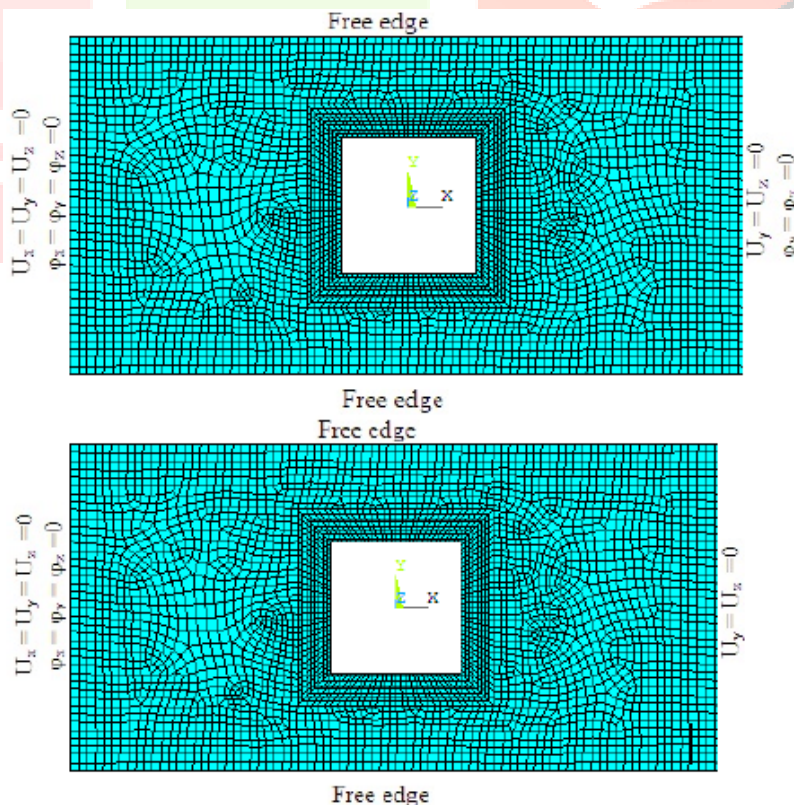 Free edge
Ux = Uy = Uz =0
φx = φy = φz =0
Y
Z X
Uy = Uz =0
φx = φz =0
Free edge
Free edge
Ux = Uy = Uz =0
φx = φy = φz =0
Y
Z X
Uy = Uz =0
Free edge